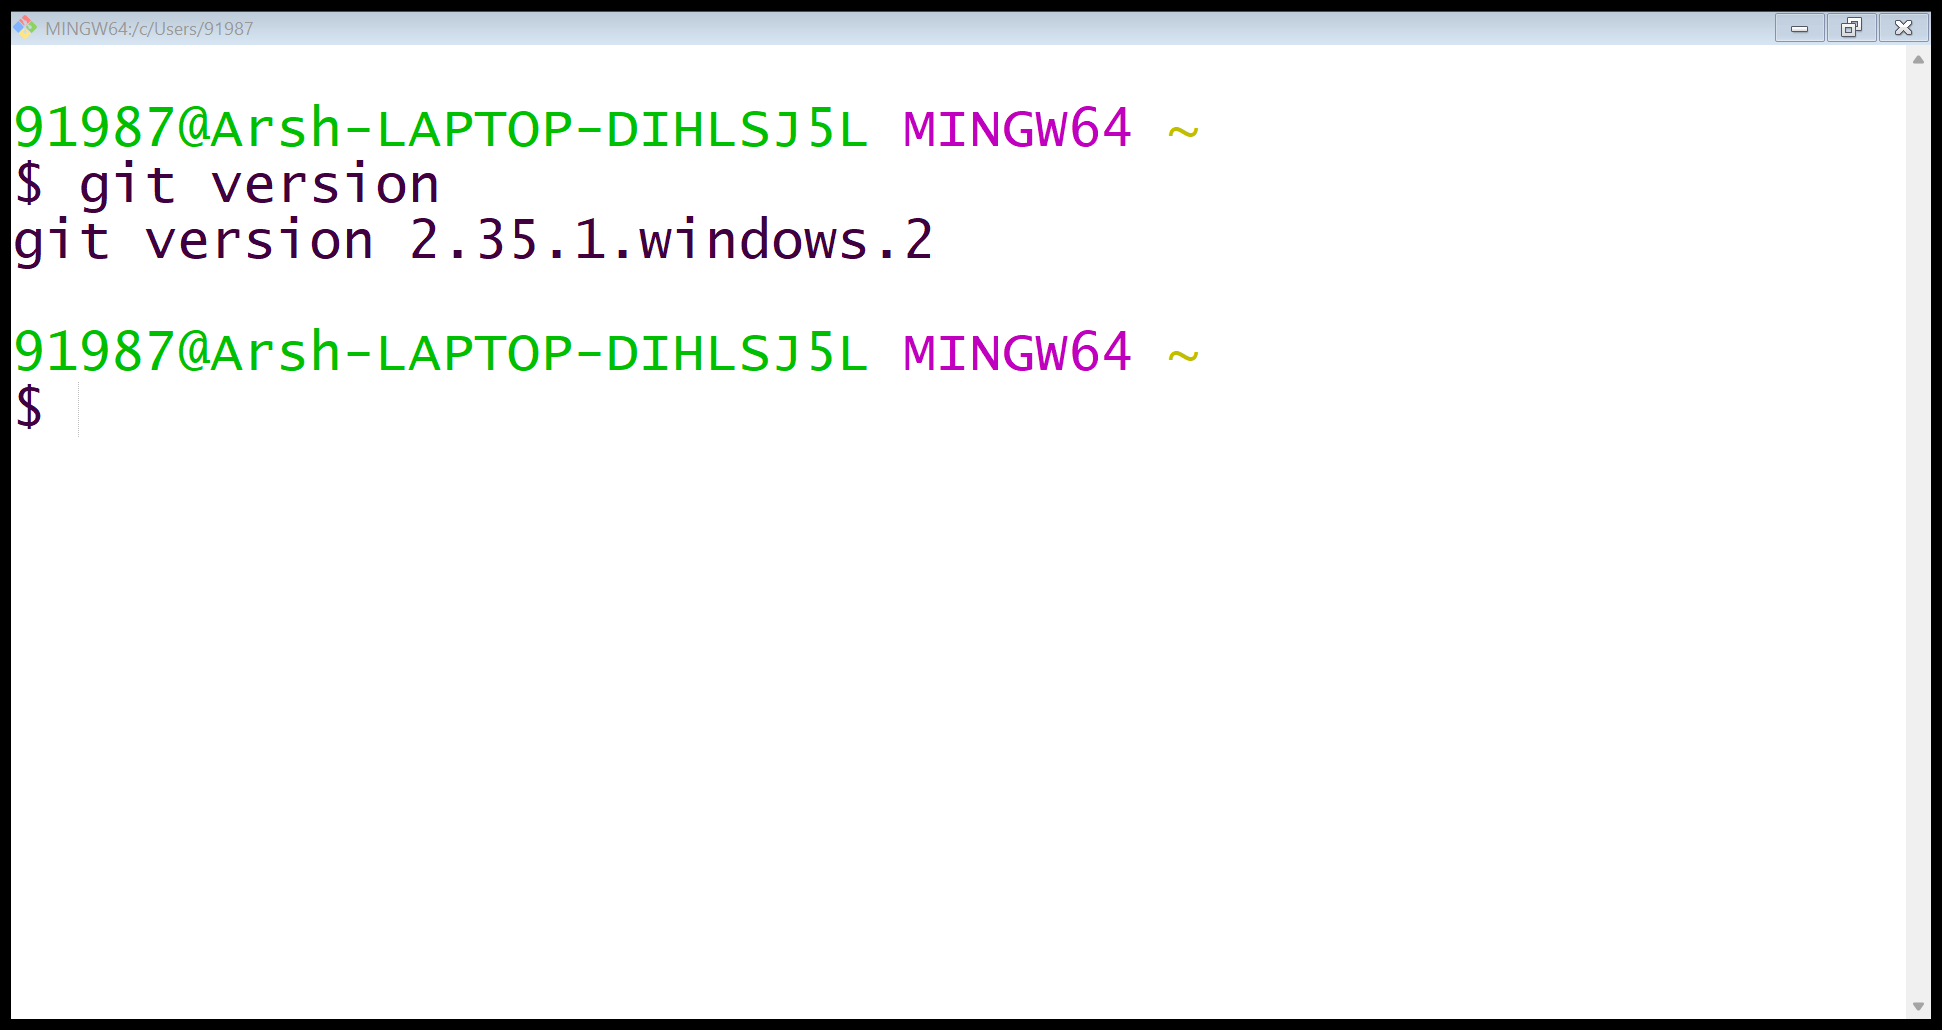 MINGW64:/c/Users/91987
91987@Arsh-LAPTOP-DIHLSJ5L MINGW64 ~
$ git version
git version 2.35.1.windows.2
91987@Arsh-LAPTOP-DIHLSJ5L MINGW64 ~
$